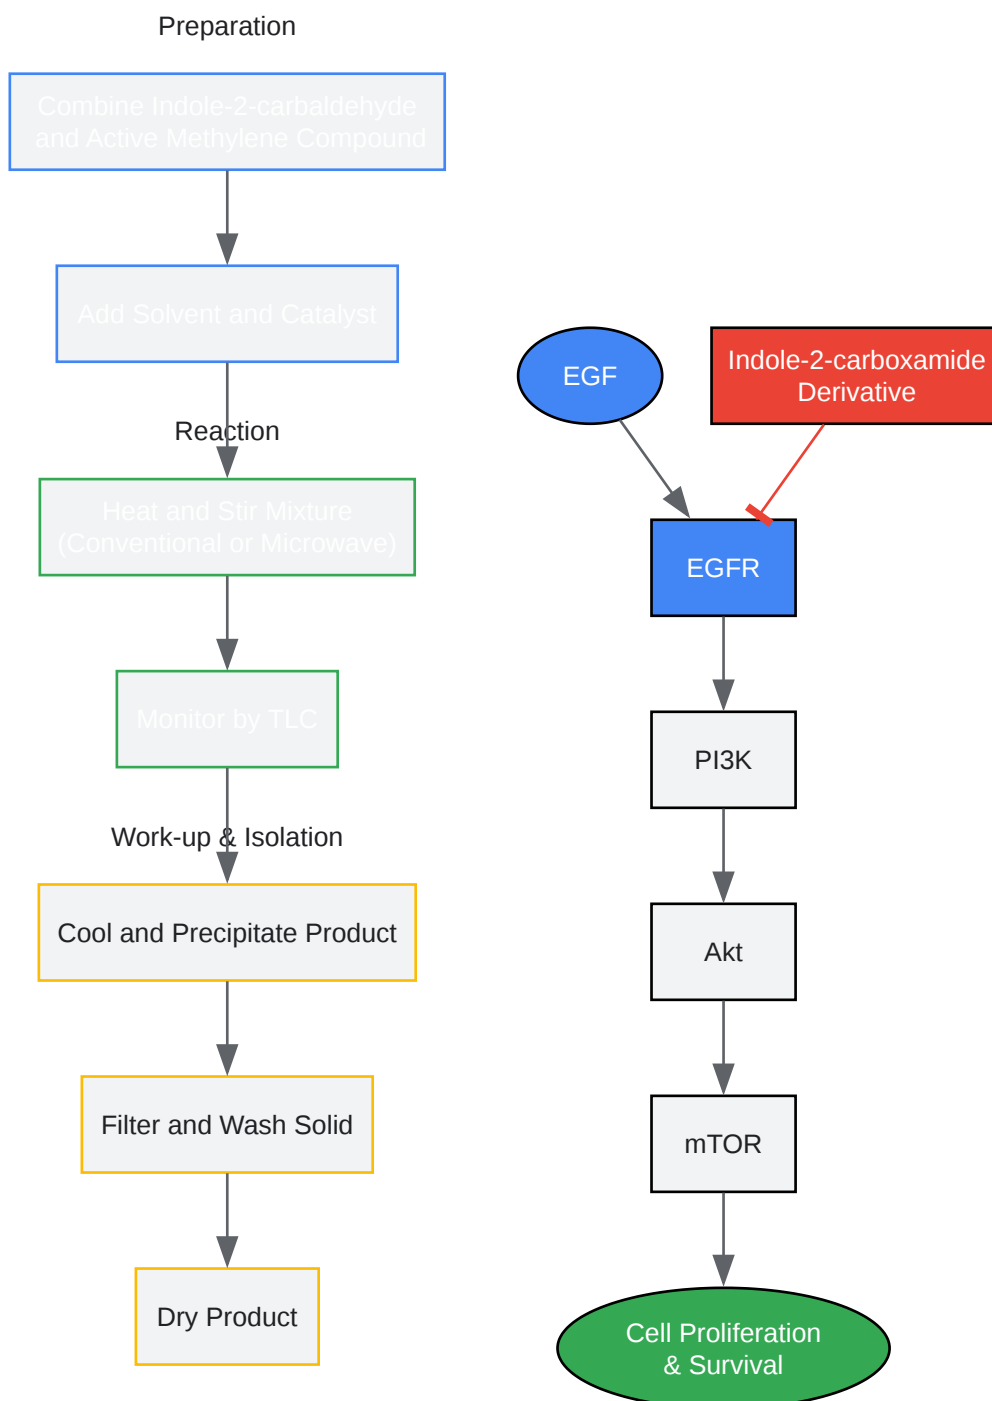 Preparation
Combine Indole-2-carbaldehyde
and Active Methylene Compound
Add Solvent and Catalyst
Reaction
Heat and Stir Mixture
(Conventional or Microwave)
Monitor by TLC
Work-up & Isolation
Cool and Precipitate Product
Filter and Wash Solid
Dry Product
EGF
Indole-2-carboxamide
Derivative
EGFR
PI3K
Akt
mTOR
Cell Proliferation
& Survival